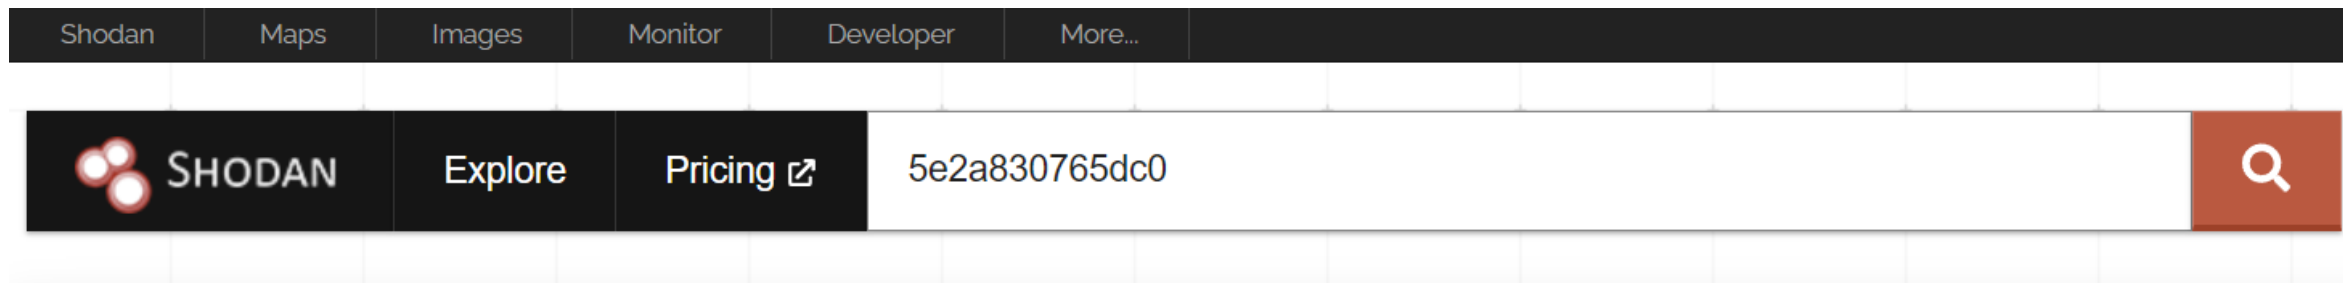 Shodan Maps Images Monitor Developer More...
SHODAN Explore Pricing 5e2a830765dc0